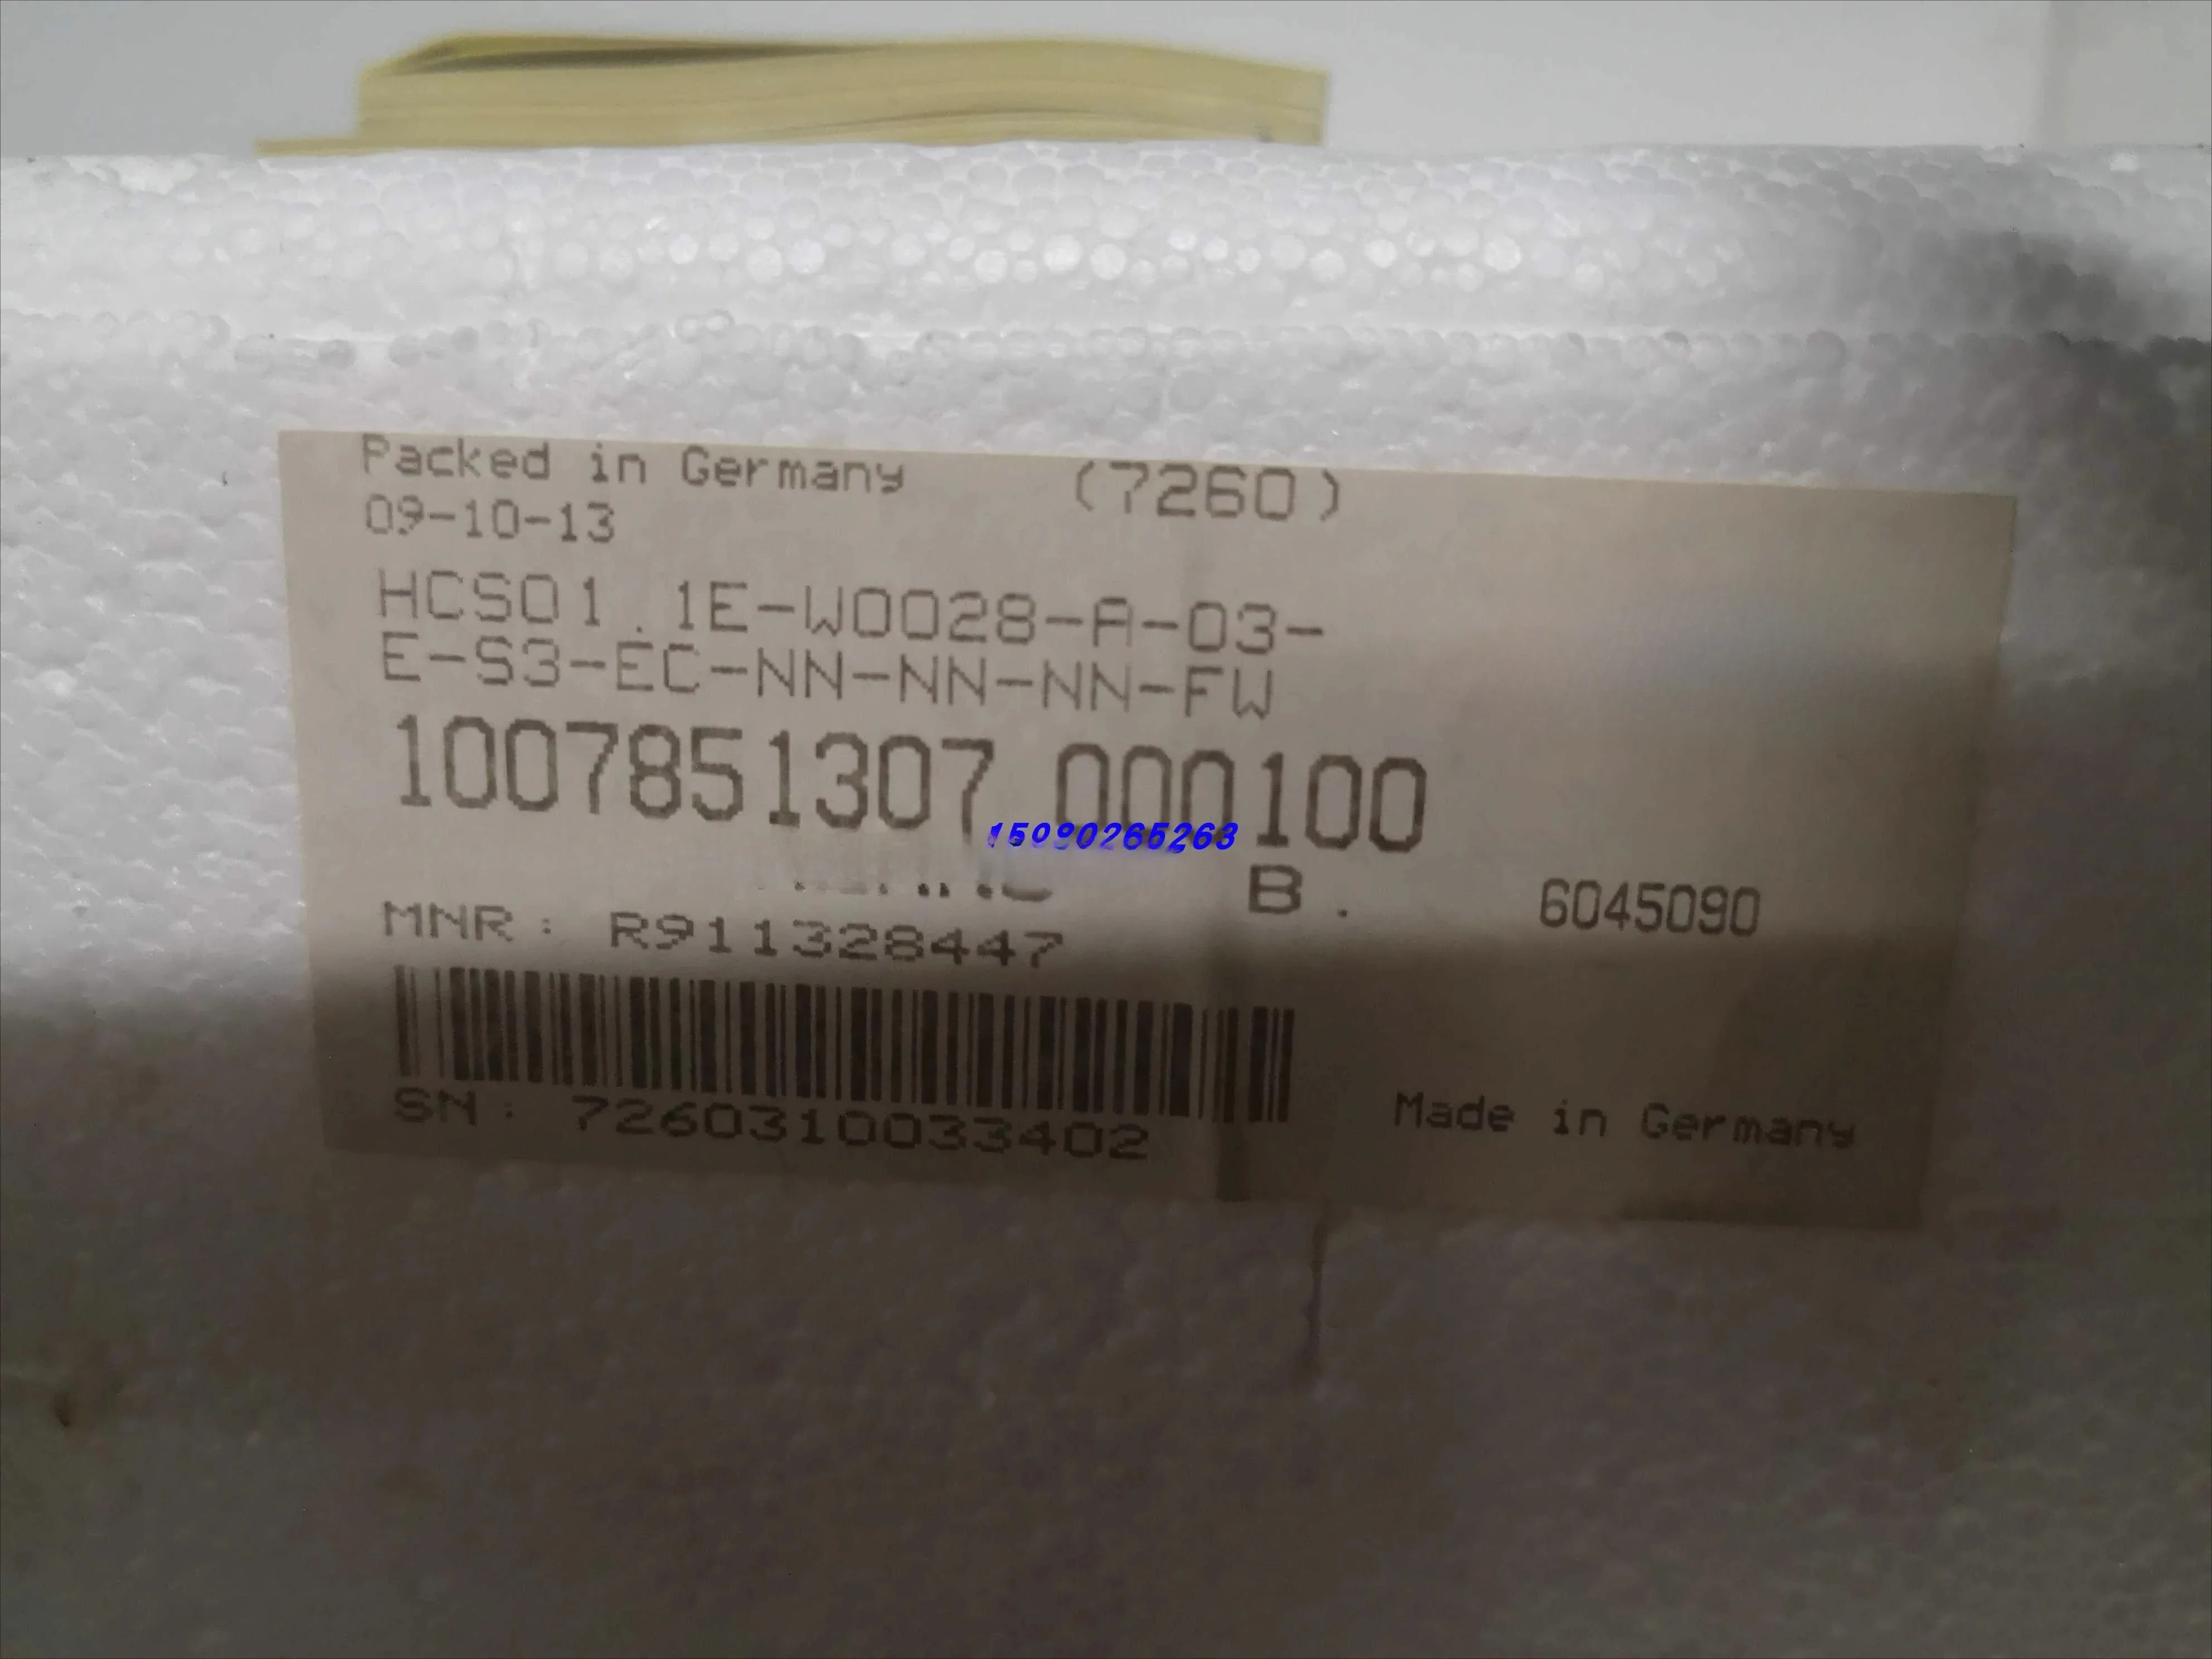 Packed in Germany (7260)
09-10-13
HCS01.1E-W0028-A-03-
E-S3-EC-NN-NN-NN-FW
1007851307 000100
15090265263
B. 6045090
MNR: R911328447
SN: 7260310033402
Made in Germany